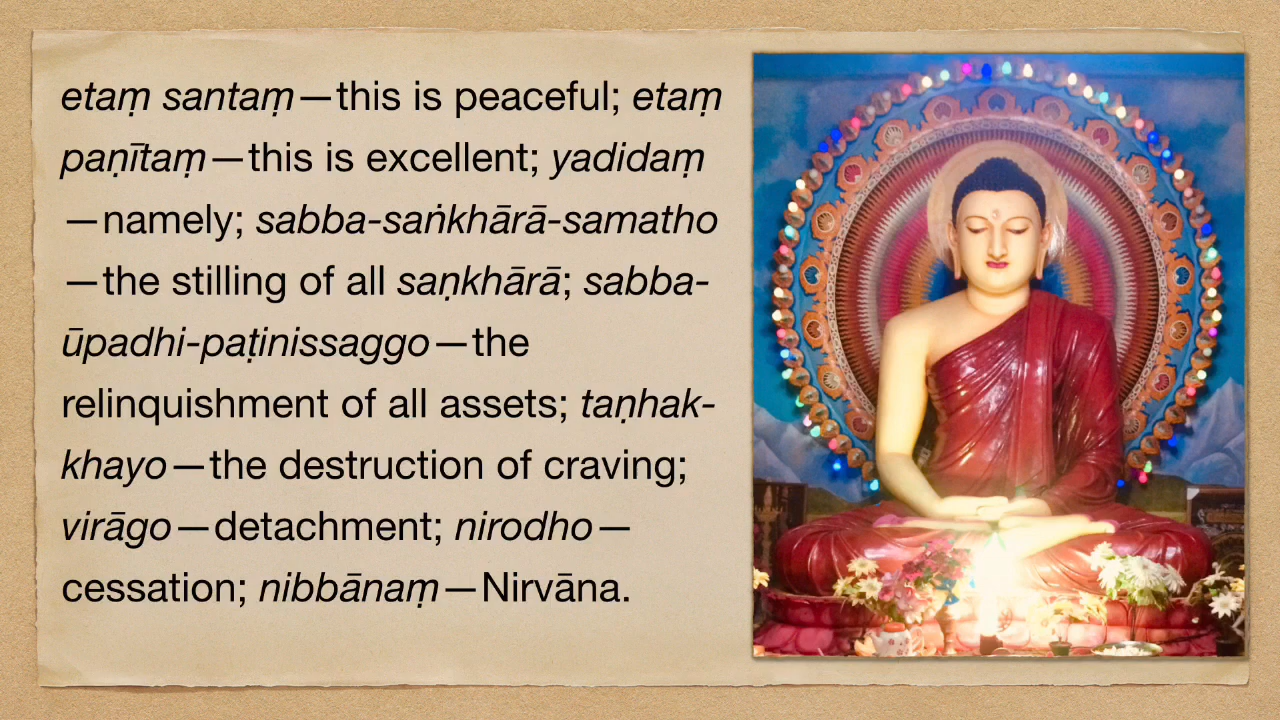 etaṃ santaṃ—this is peaceful; etaṃ
paṇītaṃ—this is excellent; yadidaṃ
—namely; sabba-saṅkhārā-samatho
—the stilling of all saṇkhārā; sabba-
ūpadhi-paṭinissaggo—the
relinquishment of all assets; taṇhak-
khayo—the destruction of craving;
virāgo—detachment; nirodho—
cessation; nibbānaṃ—Nirvāna.